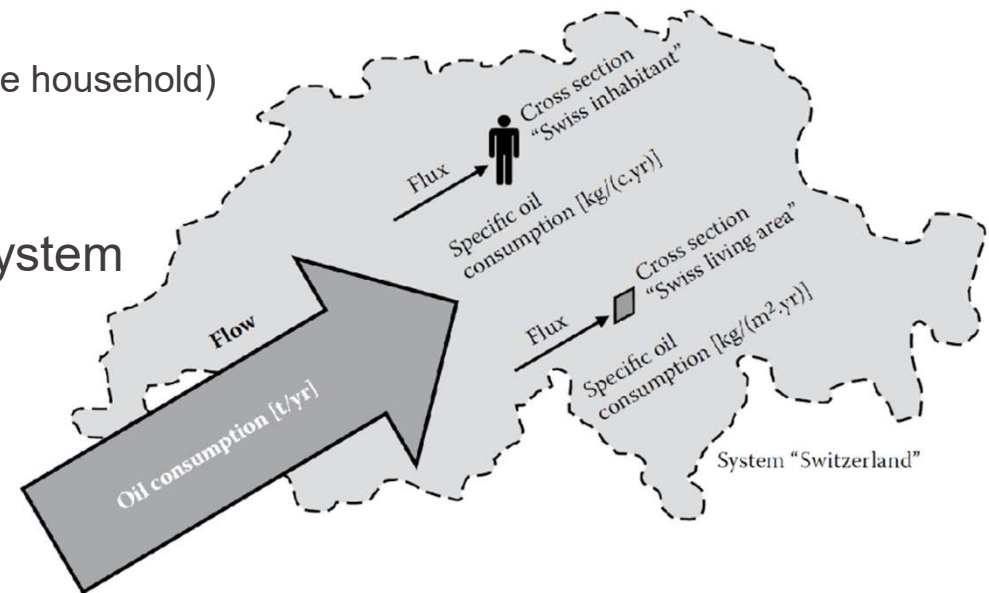 e household)
ystem
Cross section
"Swiss inhabitant"
Flux
Specific oil
consumption [kg/(c.yr)]
Cross section
"Swiss living area"
Flow
Flux
Specific oil
consumption [kg/(m².yr)]
Oil consumption [t/yr]
System "Switzerland"